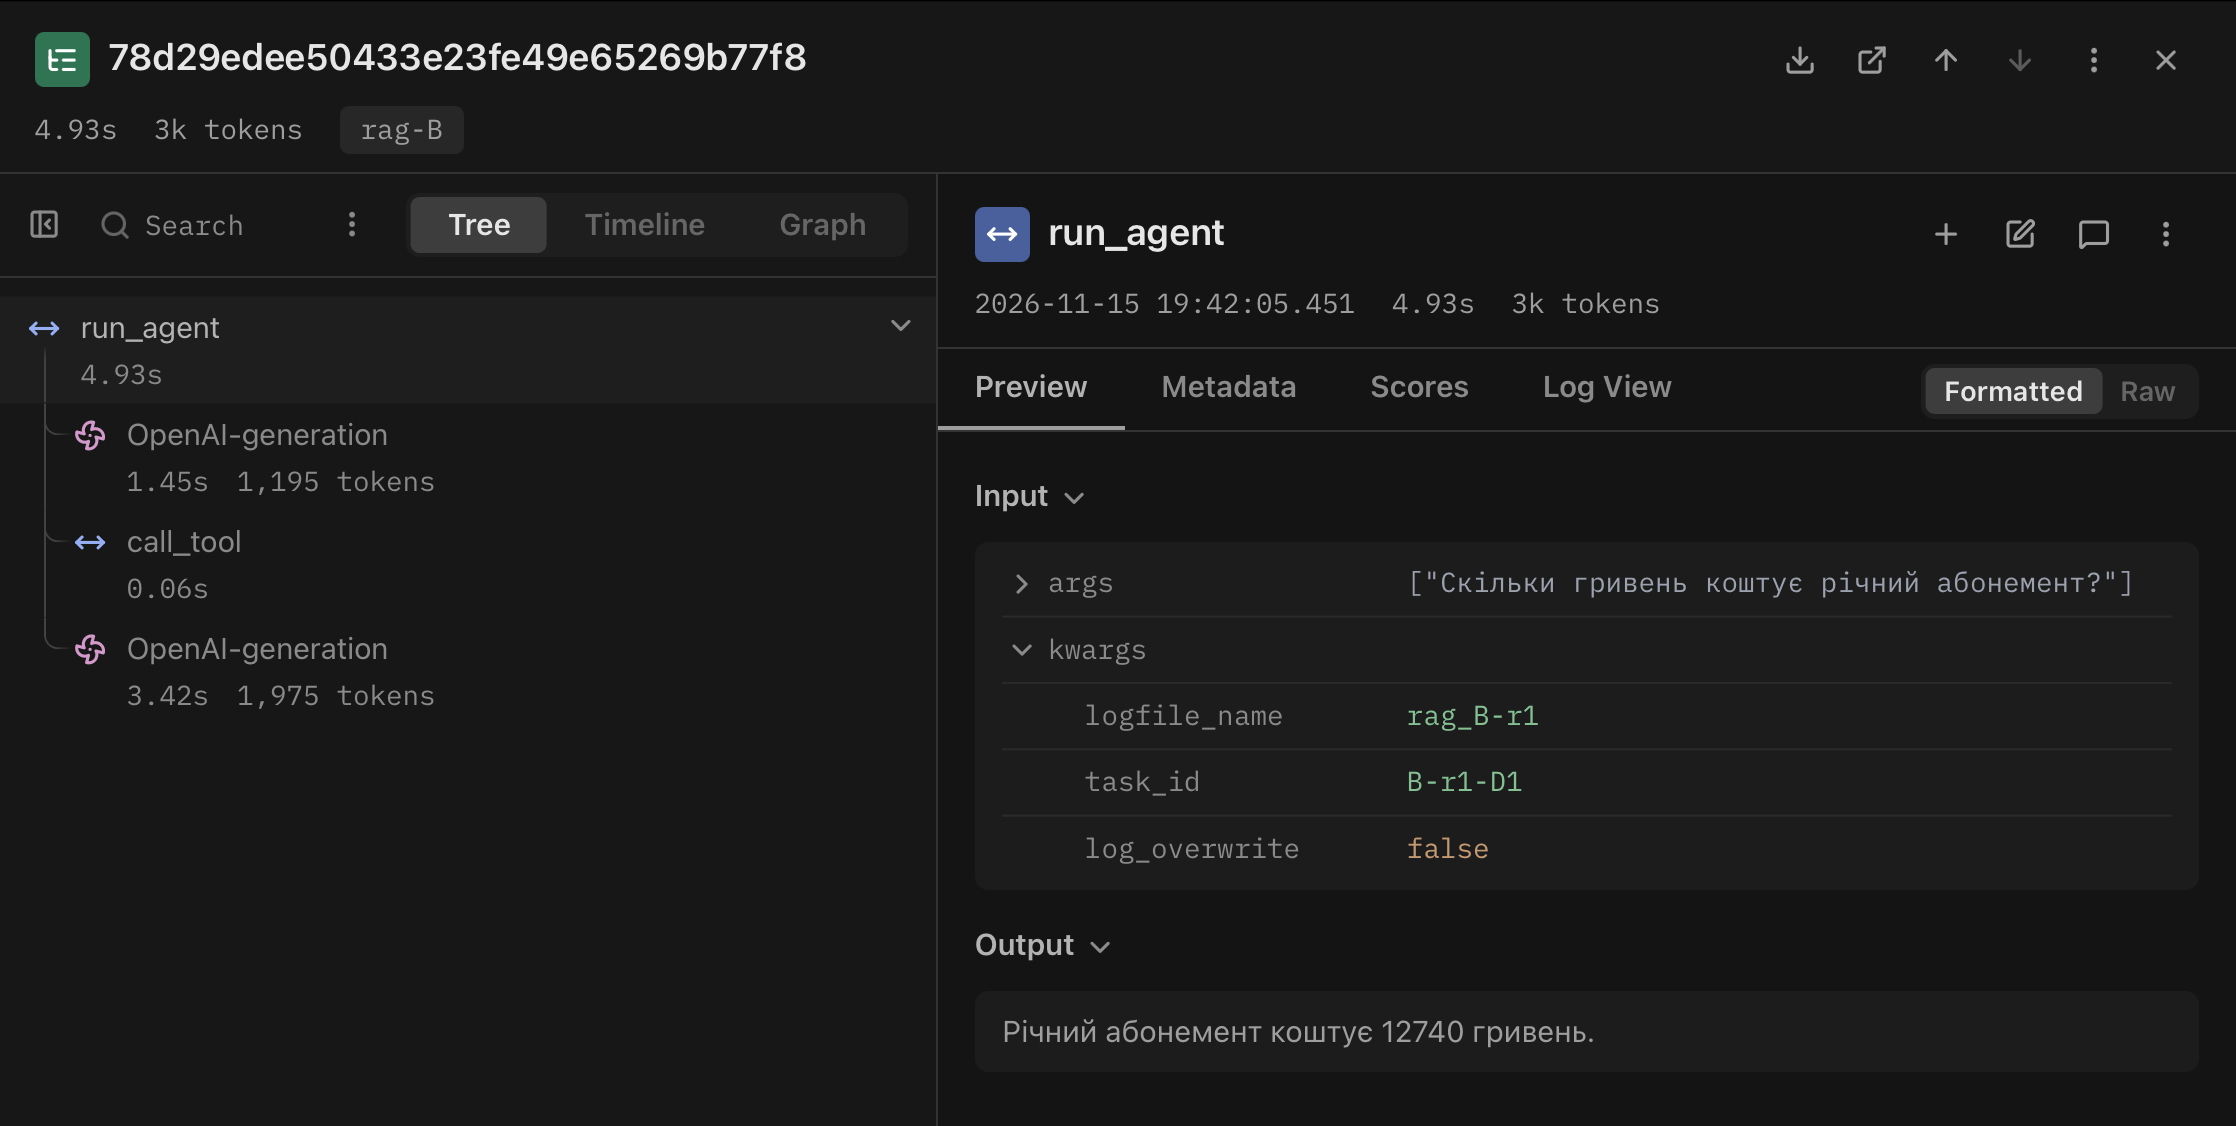 78d29edee50433e23fe49e65269b77f8
4.93s 3k tokens rag-B
Search Tree Timeline Graph
run_agent
4.93s
OpenAI-generation
1.45s 1,195 tokens
call_tool
0.06s
OpenAI-generation
3.42s 1,975 tokens
run_agent
2026-11-15 19:42:05.451 4.93s 3k tokens
Preview Metadata Scores Log View Formatted Raw
Input
args ["Скільки гривень коштує річний абонемент?"]
kwargs
logfile_name rag_B-r1
task_id B-r1-D1
log_overwrite false
Output
Річний абонемент коштує 12740 гривень.